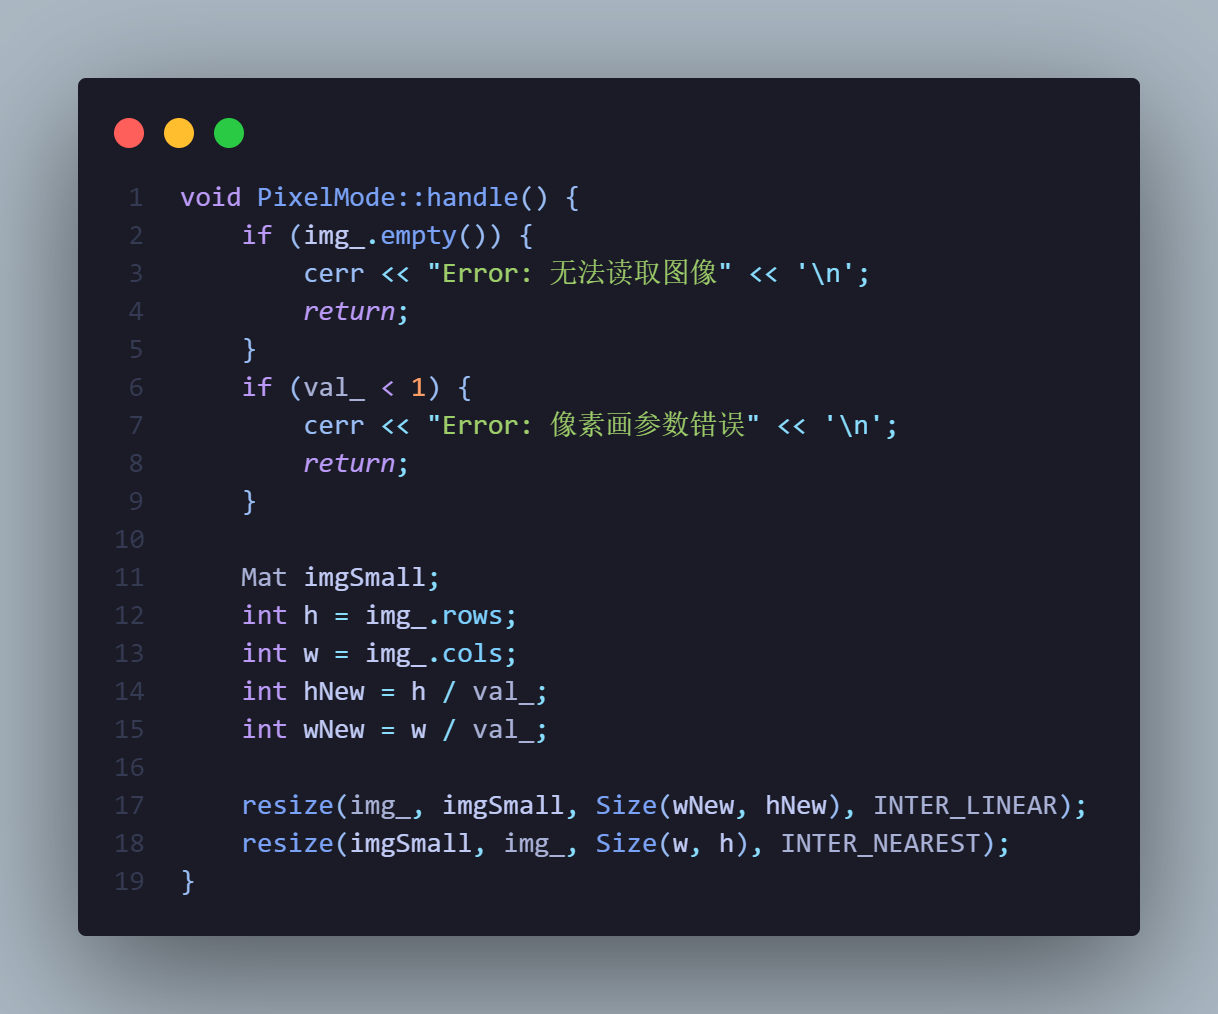 1 void PixelMode::handle() {
2     if (img_.empty()) {
3         cerr << "Error: 无法读取图像" << '\n';
4         return;
5     }
6     if (val_ < 1) {
7         cerr << "Error: 像素画参数错误" << '\n';
8         return;
9     }
10
11     Mat imgSmall;
12     int h = img_.rows;
13     int w = img_.cols;
14     int hNew = h / val_;
15     int wNew = w / val_;
16
17     resize(img_, imgSmall, Size(wNew, hNew), INTER_LINEAR);
18     resize(imgSmall, img_, Size(w, h), INTER_NEAREST);
19 }